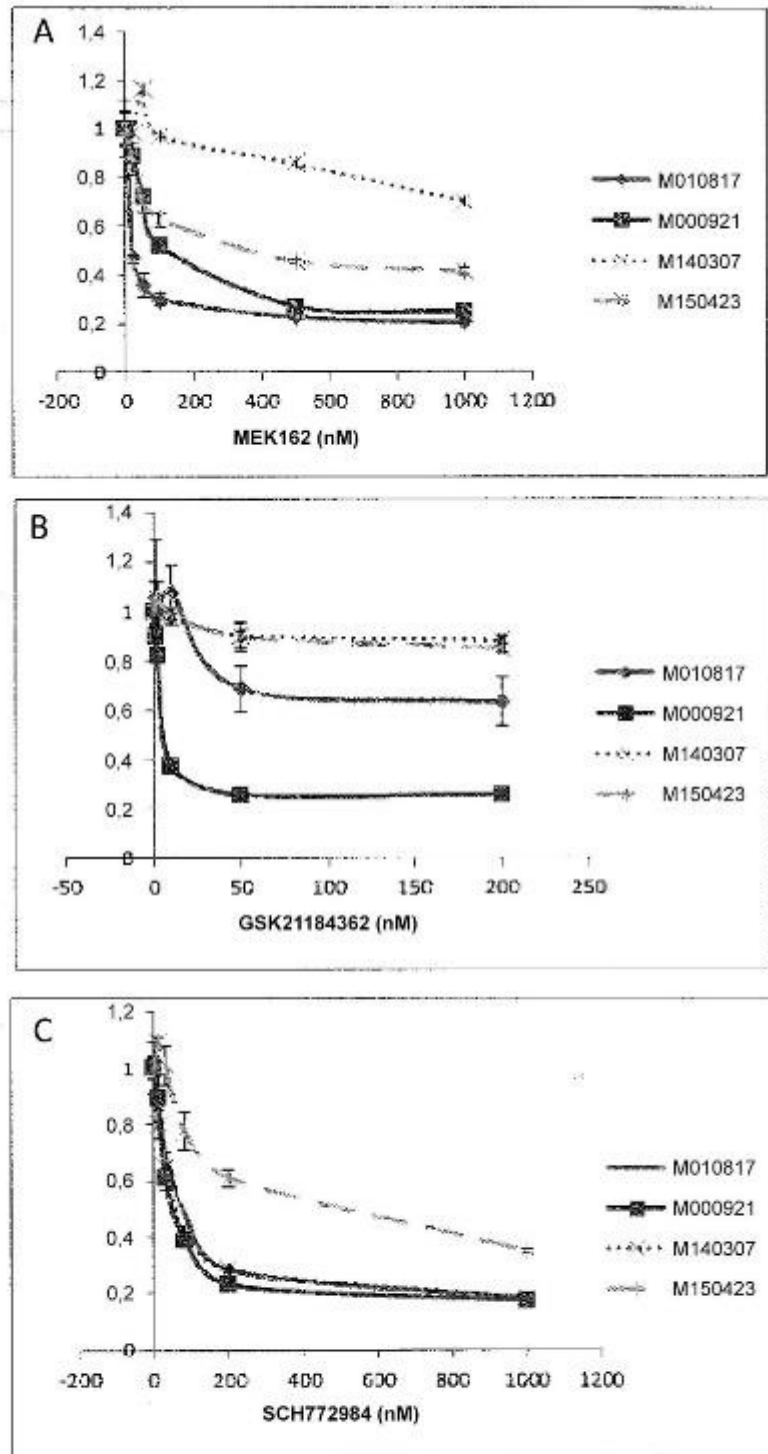 A
1,4
1,2
1
0,8
0,6
0,4
0,2
0
-200 0 200 400 600 800 1000 1200
MEK162 (nM)
M010817
M000921
M140307
M150423
B
1,4
1,2
1
0,8
0,6
0,4
0,2
0
-50 0 50 100 150 200 250
GSK21184362 (nM)
M010817
M000921
M140307
M150423
C
1,2
1
0,8
0,6
0,4
0,2
0
-200 0 200 400 600 800 1000 1200
SCH772984 (nM)
M010817
M000921
M140307
M150423